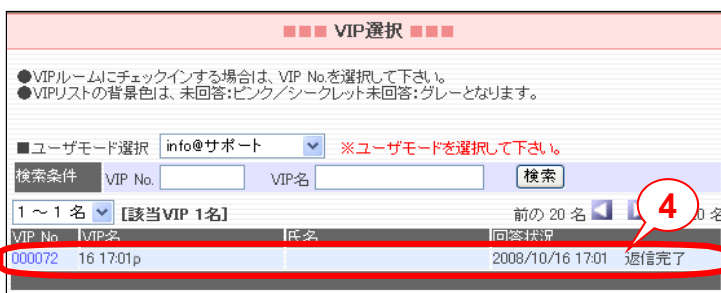 ■■■ VIP選択 ■■■
●VIPルームにチェックインする場合は、VIP No.を選択して下さい。
●VIPリストの背景色は、未回答:ピンク／シークレット未回答:グレーとなります。
■ユーザモード選択 info@サポート ※ユーザモードを選択して下さい。
検索条件 VIP No. VIP名 検索
1～1 名 [該当VIP 1名] 前の 20 名 0 名
4
VIP No. VIP名 氏名 回答状況
000072 16 17:01p 2008/10/16 17:01 返信完了